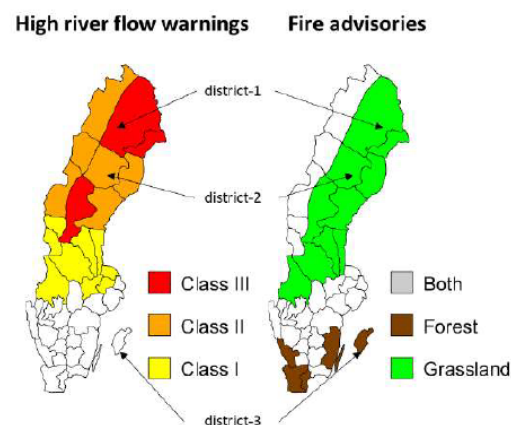 High river flow warnings
Fire advisories
district-1
district-2
Class III
Class II
Class I
Both
Forest
Grassland
district-3